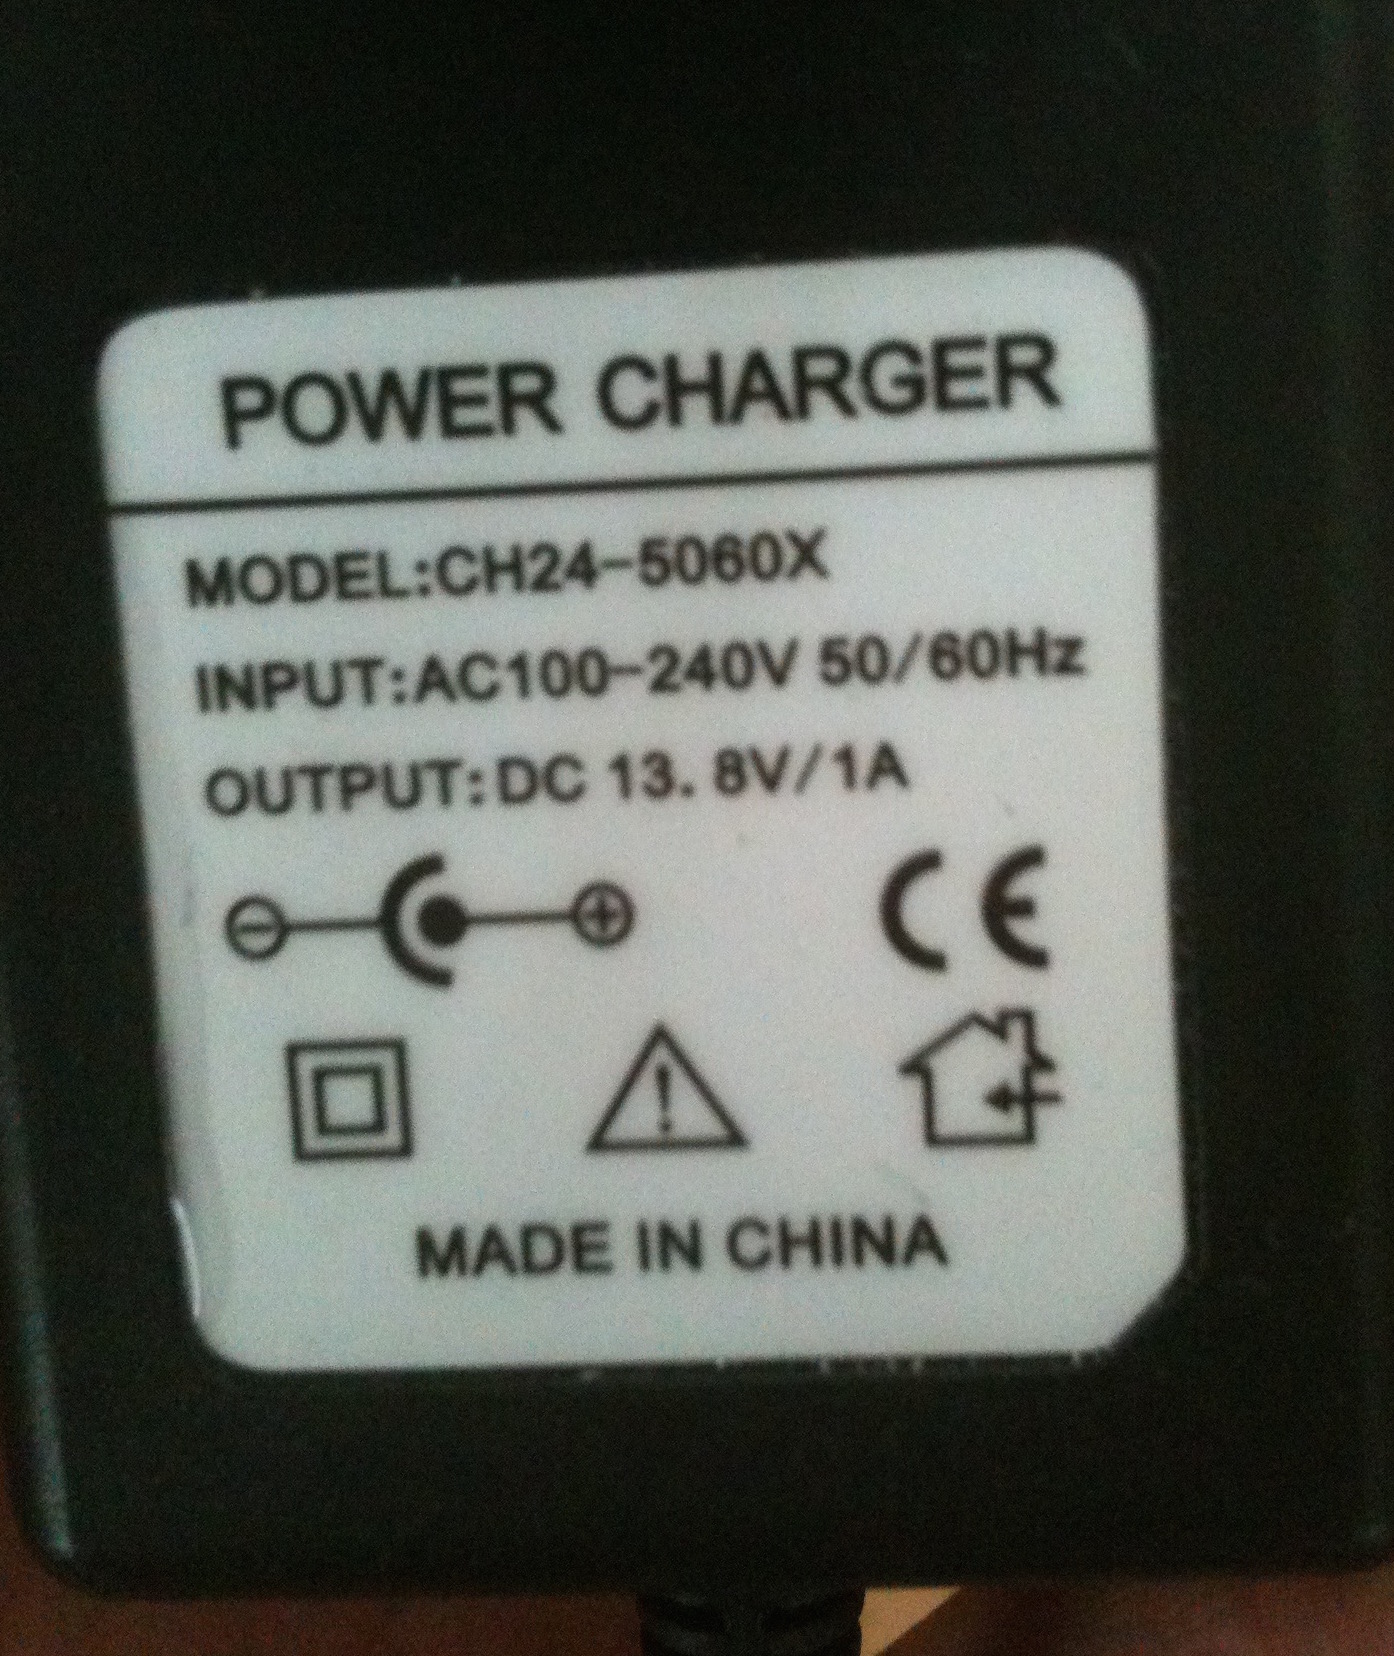 POWER CHARGER
MODEL:CH24-5060X
INPUT:AC100-240V 50/60Hz
OUTPUT:DC 13.8V/1A
CE
MADE IN CHINA